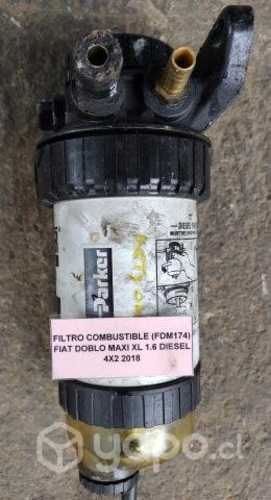 Parker
FILTRO COMBUSTIBLE (FDM174)
FIAT DOBLO MAXI XL 1.6 DIESEL
4X2 2018
yapo.cl